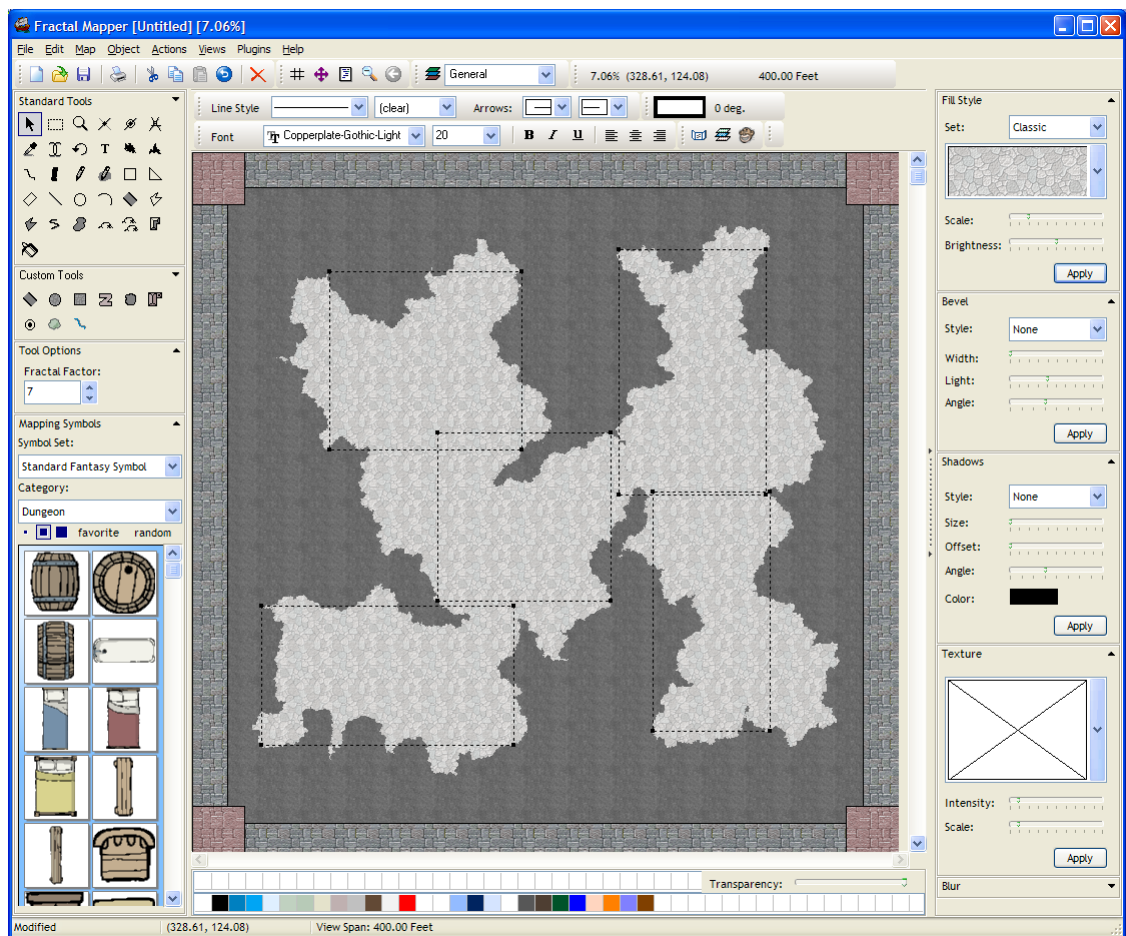 Fractal Mapper [Untitled] [7.06%]
File Edit Map Object Actions Views Plugins Help
General 7.06% (328.61, 124.08) 400.00 Feet
Standard Tools
Line Style (clear) Arrows: 0 deg.
Font Copperplate-Gothic-Light 20 B I U
T
Custom Tools
Tool Options
Fractal Factor:
7
Mapping Symbols
Symbol Set:
Standard Fantasy Symbol
Category:
Dungeon
favorite random
Fill Style
Set: Classic
Scale:
Brightness:
Apply
Bevel
Style: None
Width:
Light:
Angle:
Apply
Shadows
Style: None
Size:
Offset:
Angle:
Color:
Apply
Texture
Intensity:
Scale:
Apply
Blur
Transparency:
Modified (328.61, 124.08) View Span: 400.00 Feet